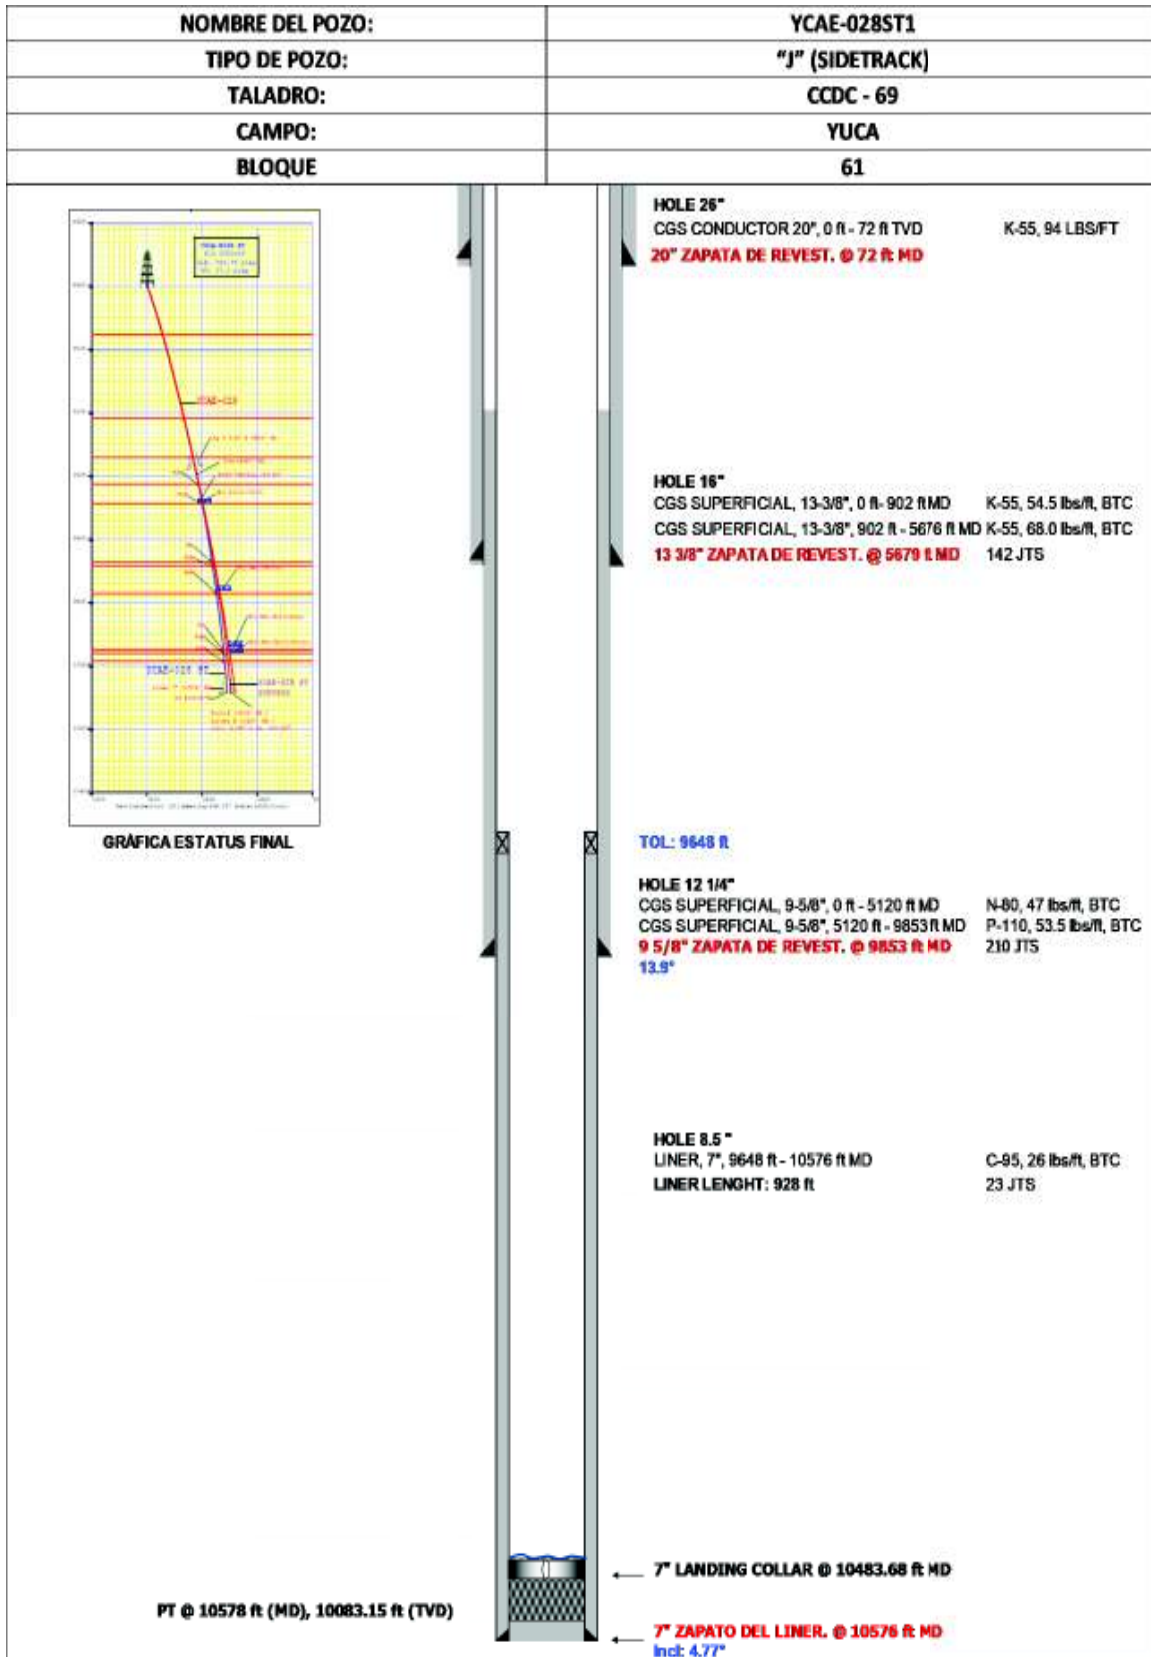 NOMBRE DEL POZO: YCAE-028ST1
TIPO DE POZO: "J" (SIDETRACK)
TALADRO: CCDC - 69
CAMPO: YUCA
BLOQUE 61
HOLE 26"
CGS CONDUCTOR 20", 0 ft - 72 ft TVD K-55, 94 LBS/FT
20" ZAPATA DE REVEST. @ 72 ft MD
HOLE 16"
CGS SUPERFICIAL, 13-3/8", 0 ft- 902 ft MD K-55, 54.5 lbs/ft, BTC
CGS SUPERFICIAL, 13-3/8", 902 ft - 5676 ft MD K-55, 68.0 lbs/ft, BTC
13 3/8" ZAPATA DE REVEST. @ 5679 ft MD 142 JTS
GRÁFICA ESTATUS FINAL
TOL: 9648 ft
HOLE 12 1/4"
CGS SUPERFICIAL, 9-5/8", 0 ft - 5120 ft MD N-80, 47 lbs/ft, BTC
CGS SUPERFICIAL, 9-5/8", 5120 ft - 9853 ft MD P-110, 53.5 lbs/ft, BTC
9 5/8" ZAPATA DE REVEST. @ 9853 ft MD 210 JTS
13.9°
HOLE 8.5 "
LINER, 7", 9648 ft - 10576 ft MD C-95, 26 lbs/ft, BTC
LINER LENGHT: 928 ft 23 JTS
7" LANDING COLLAR @ 10483.68 ft MD
PT @ 10578 ft (MD), 10083.15 ft (TVD)
7" ZAPATO DEL LINER. @ 10576 ft MD
Incl: 4.77°